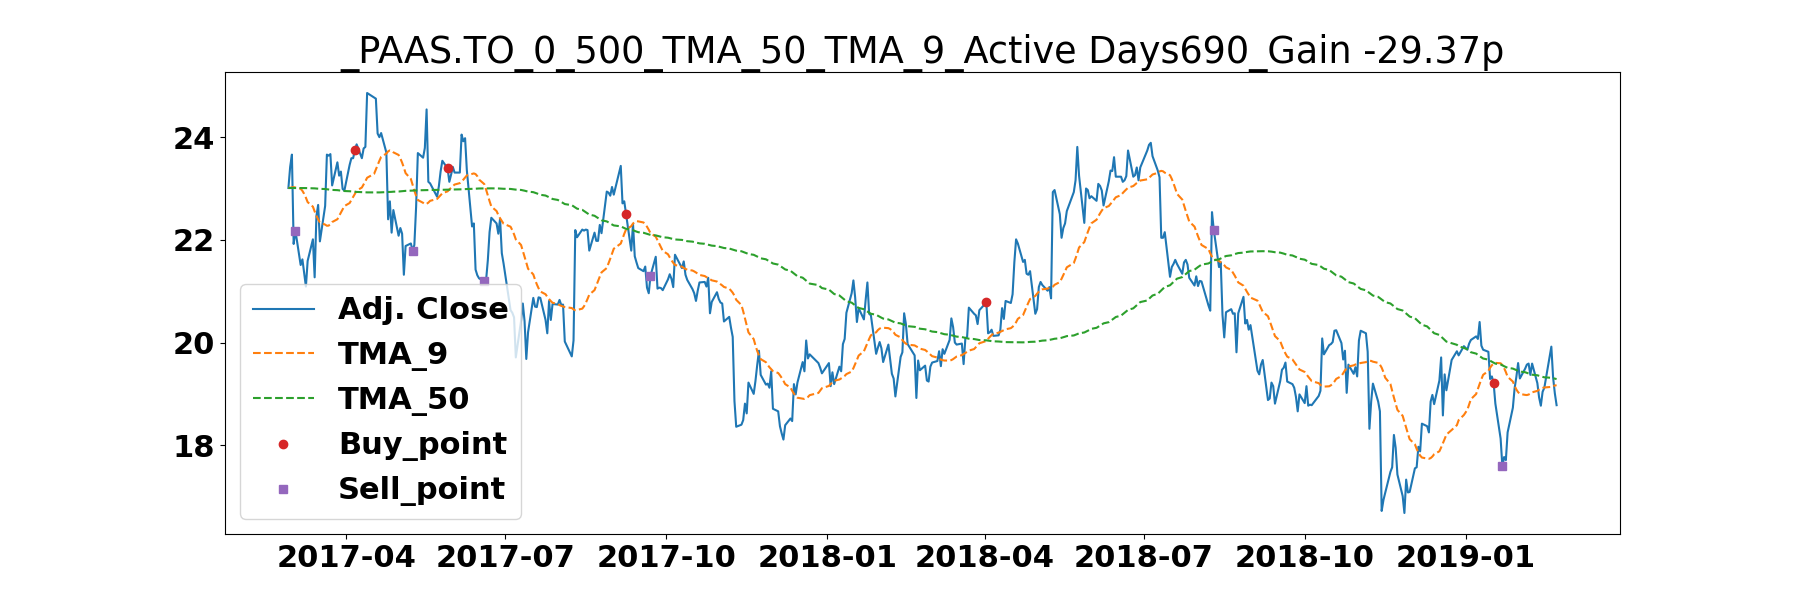 _PAAS.TO_0_500_TMA_50_TMA_9_Active Days690_Gain -29.37p
24
22
20
18
Adj. Close
TMA_9
TMA_50
Buy_point
Sell_point
2017-04 2017-07 2017-10 2018-01 2018-04 2018-07 2018-10 2019-01